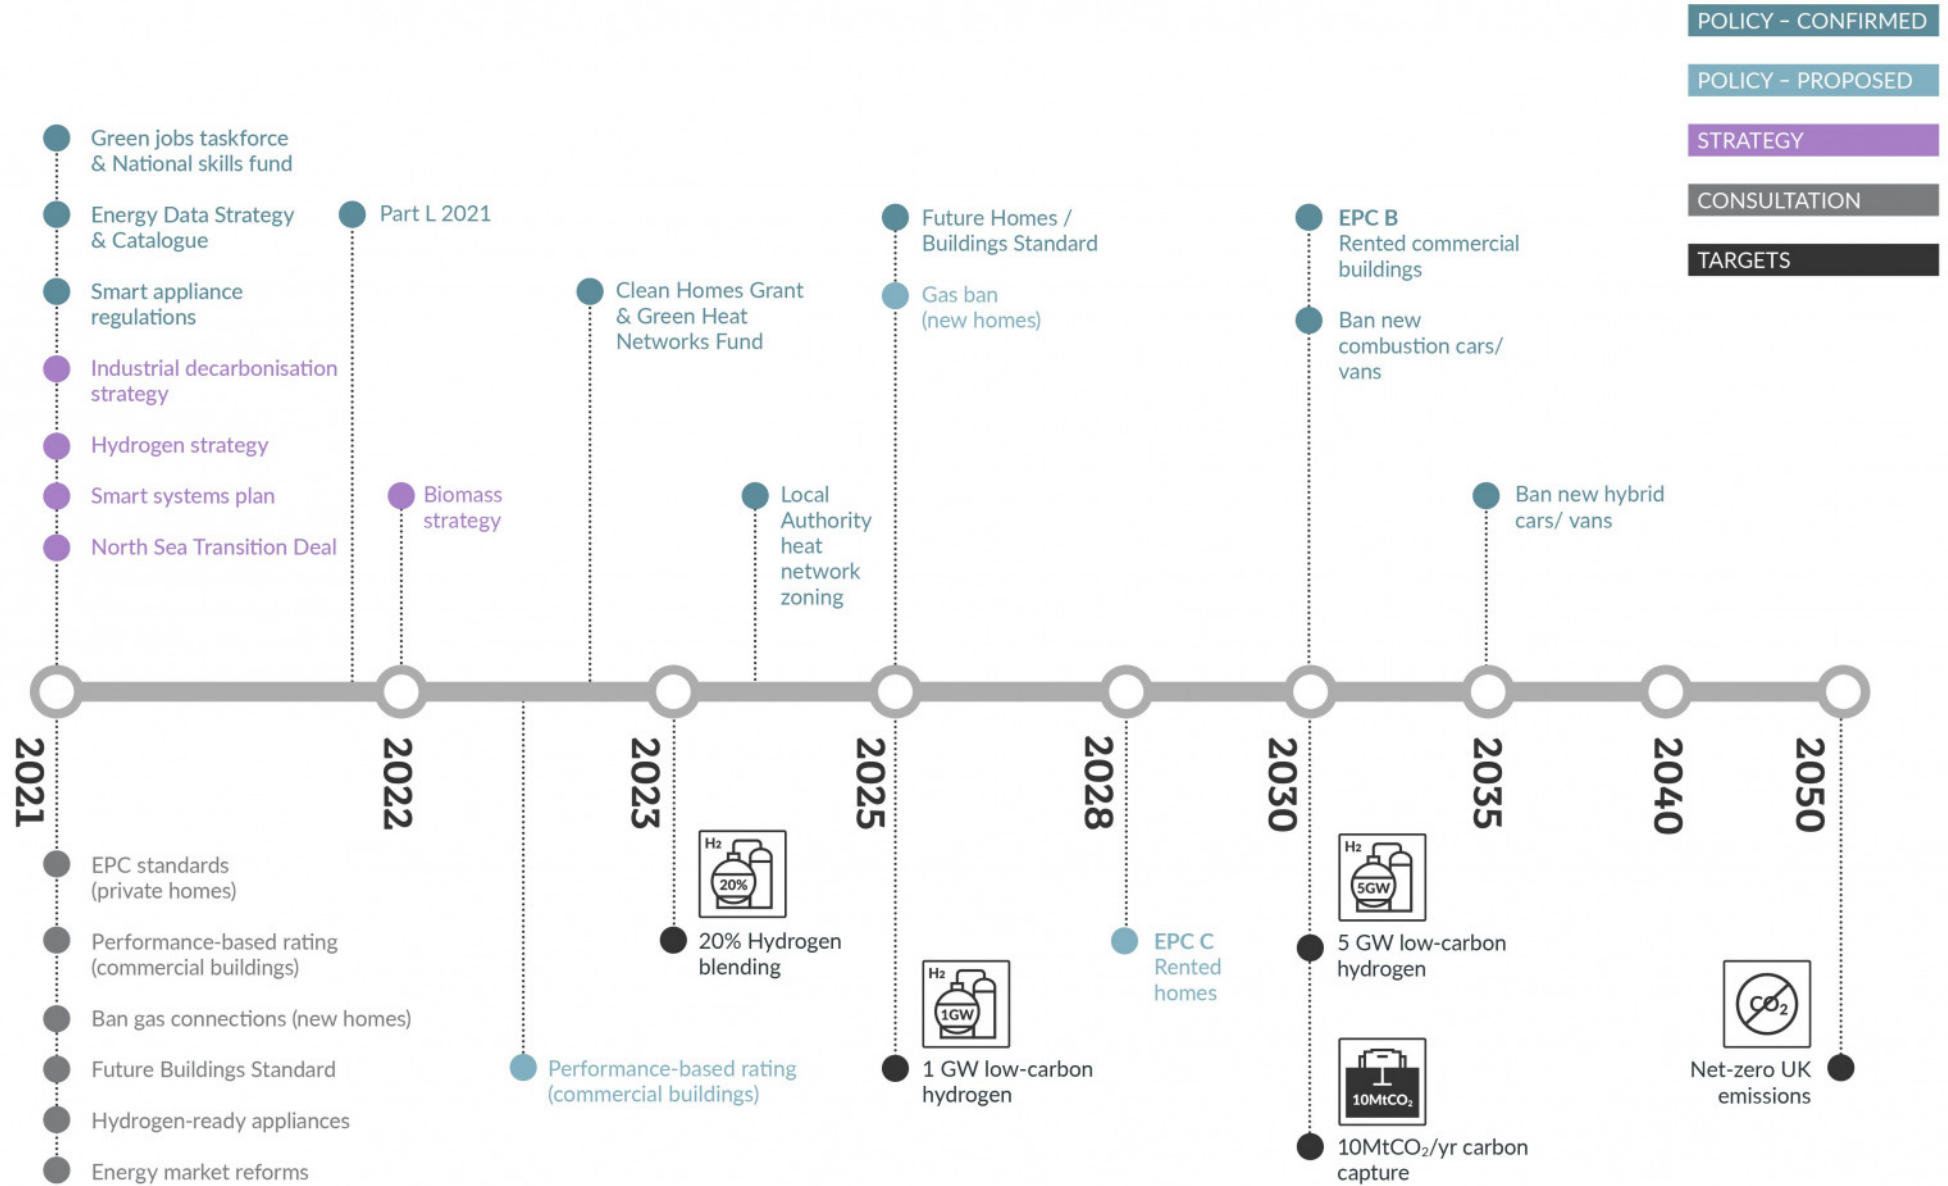 POLICY – CONFIRMED
POLICY – PROPOSED
STRATEGY
CONSULTATION
TARGETS
Green jobs taskforce
& National skills fund
Energy Data Strategy
& Catalogue
Smart appliance
regulations
Industrial decarbonisation
strategy
Hydrogen strategy
Smart systems plan
North Sea Transition Deal
Part L 2021
Biomass
strategy
Clean Homes Grant
& Green Heat
Networks Fund
Local
Authority
heat
network
zoning
Future Homes /
Buildings Standard
Gas ban
(new homes)
EPC B
Rented commercial
buildings
Ban new
combustion cars/
vans
Ban new hybrid
cars/ vans
2021
2022
2023
2025
2028
2030
2035
2040
2050
EPC standards
(private homes)
Performance-based rating
(commercial buildings)
Ban gas connections (new homes)
Future Buildings Standard
Hydrogen-ready appliances
Energy market reforms
Performance-based rating
(commercial buildings)
H₂
20%
20% Hydrogen
blending
H₂
1GW
1 GW low-carbon
hydrogen
EPC C
Rented
homes
H₂
5GW
5 GW low-carbon
hydrogen
10MtCO₂
10MtCO₂/yr carbon
capture
CO₂
Net-zero UK
emissions